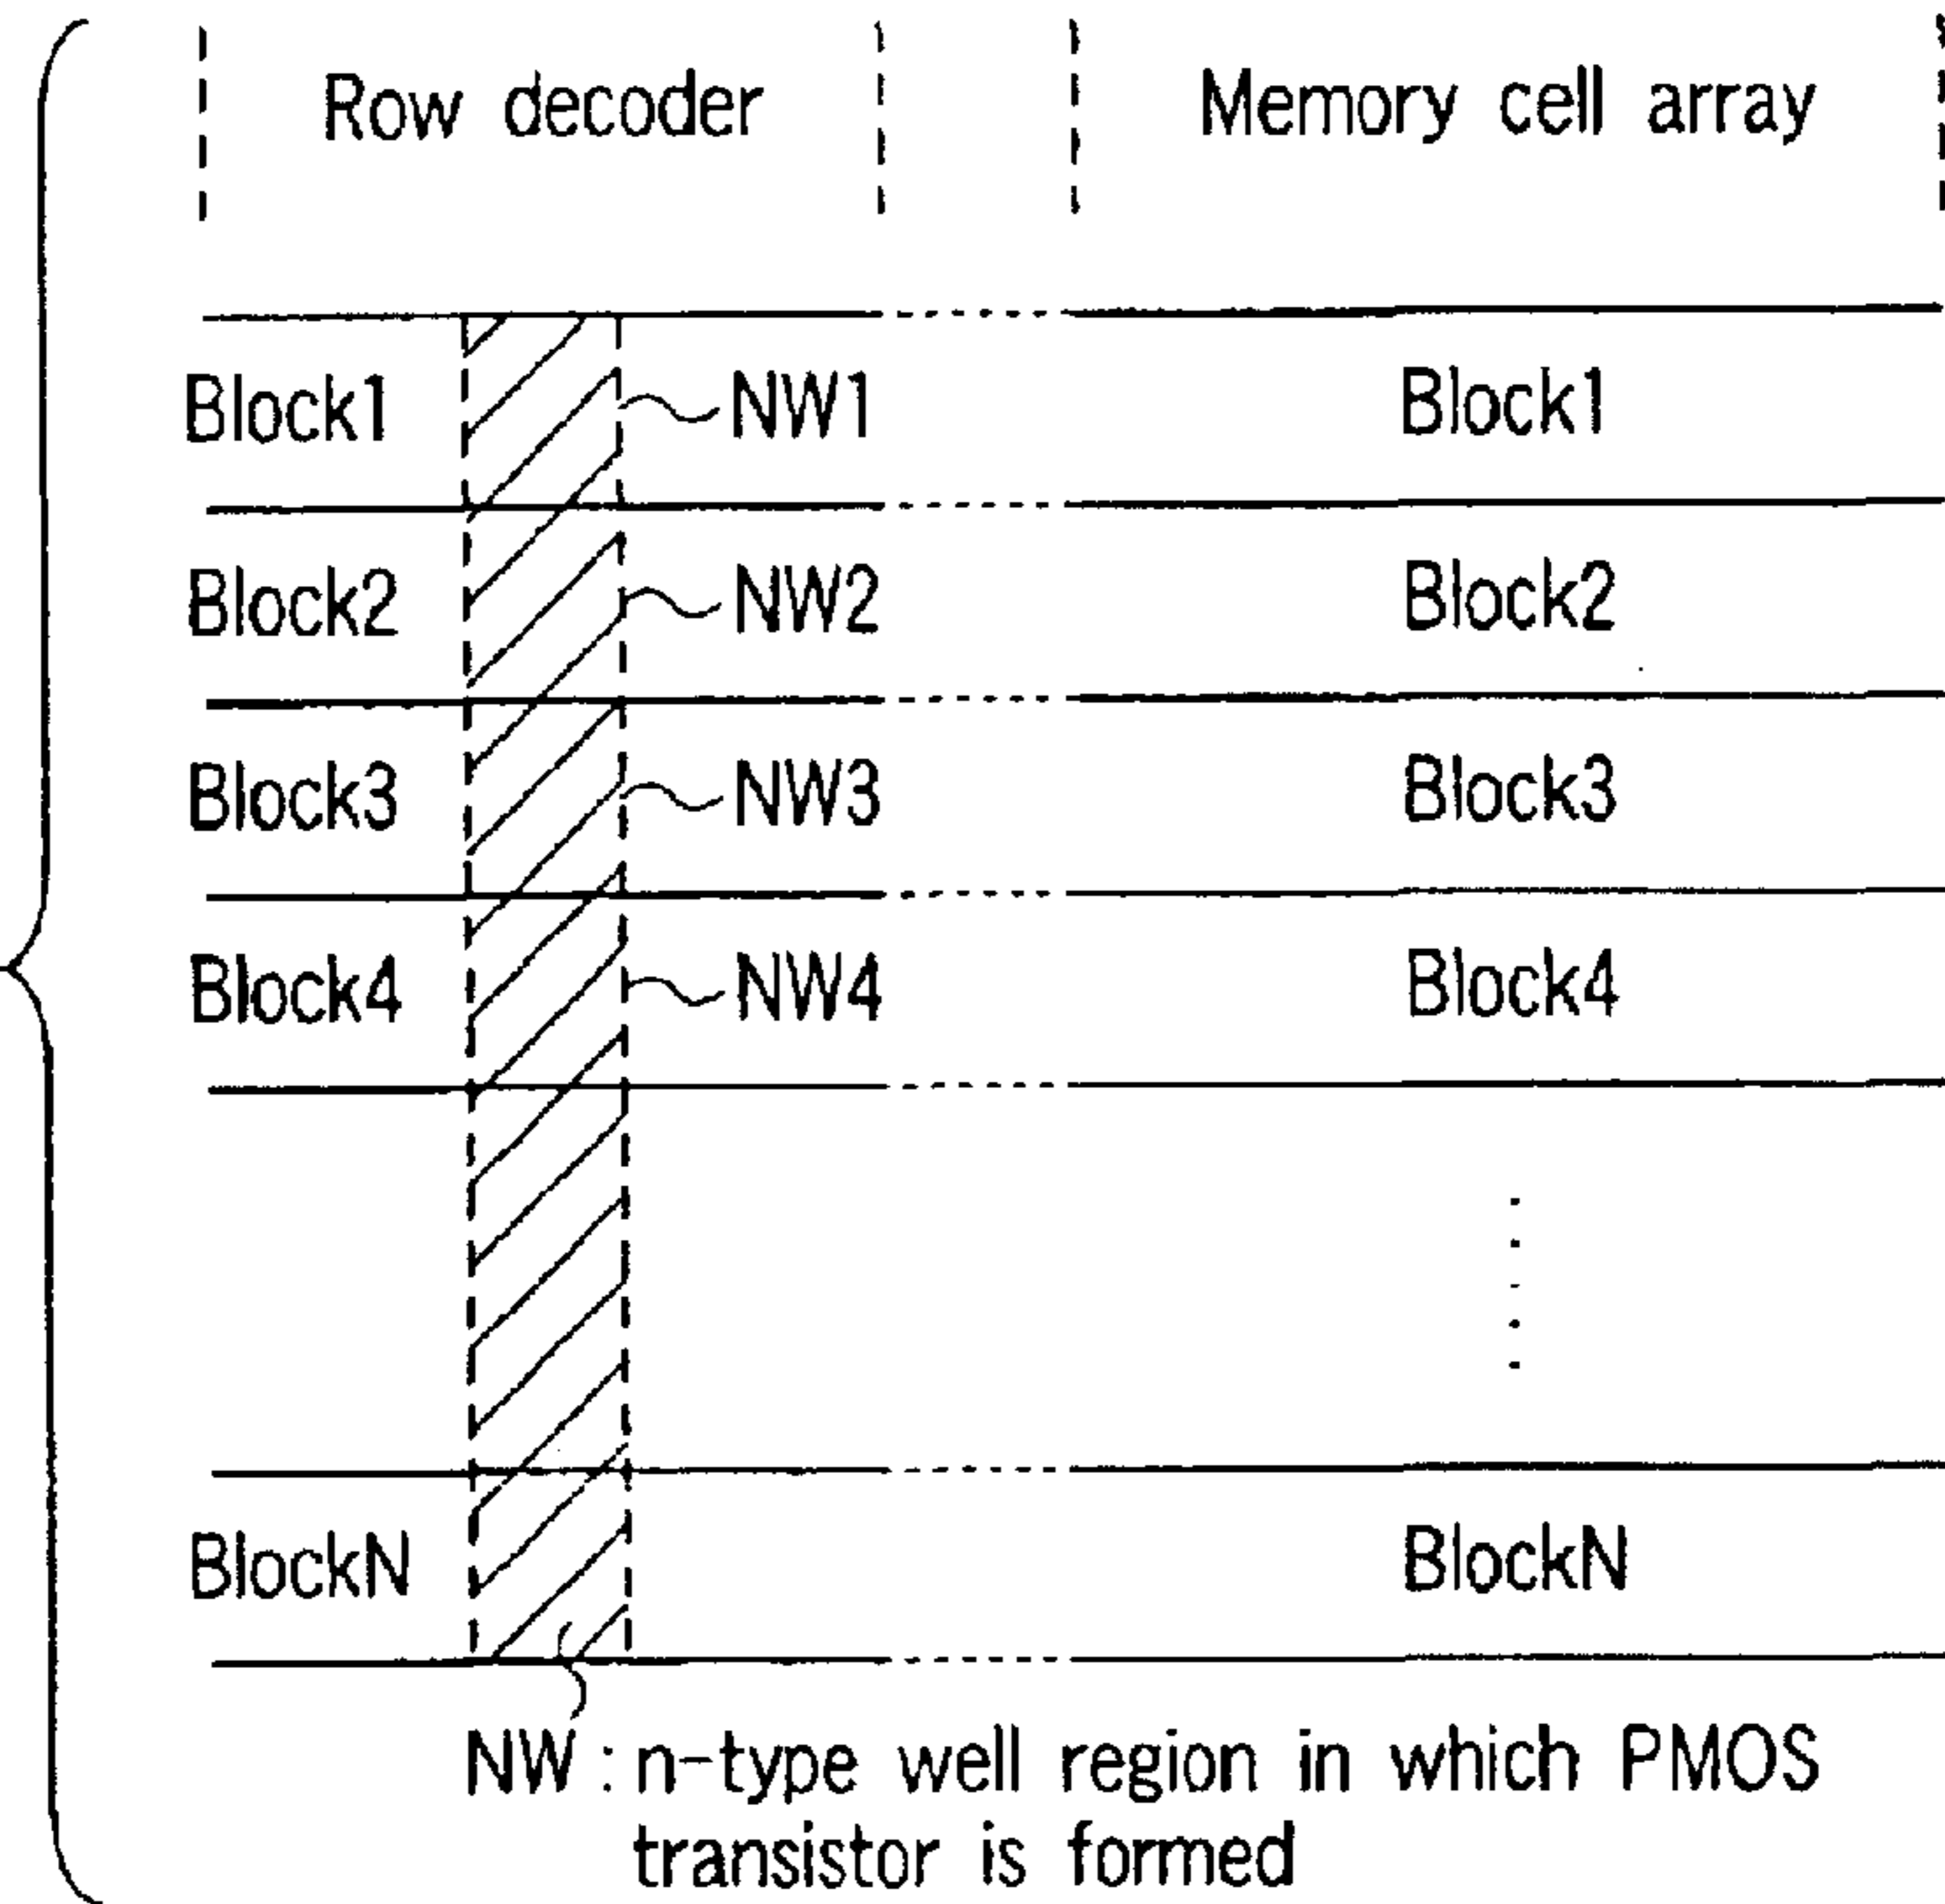 Row decoder Memory cell array
Block1 NW1 Block1
Block2 NW2 Block2
Block3 NW3 Block3
Block4 NW4 Block4
BlockN BlockN
NW : n-type well region in which PMOS
transistor is formed